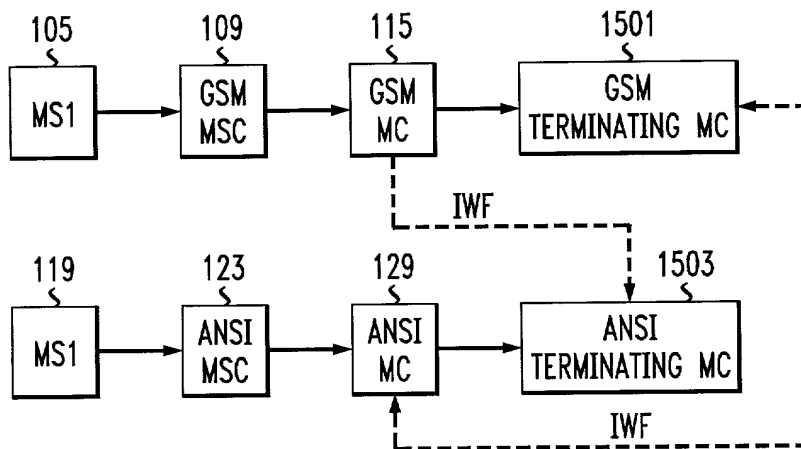 105
109
115
1501
MS1
GSM
MSC
GSM
MC
GSM
TERMINATING MC
IWF
119
123
129
1503
MS1
ANSI
MSC
ANSI
MC
ANSI
TERMINATING MC
IWF